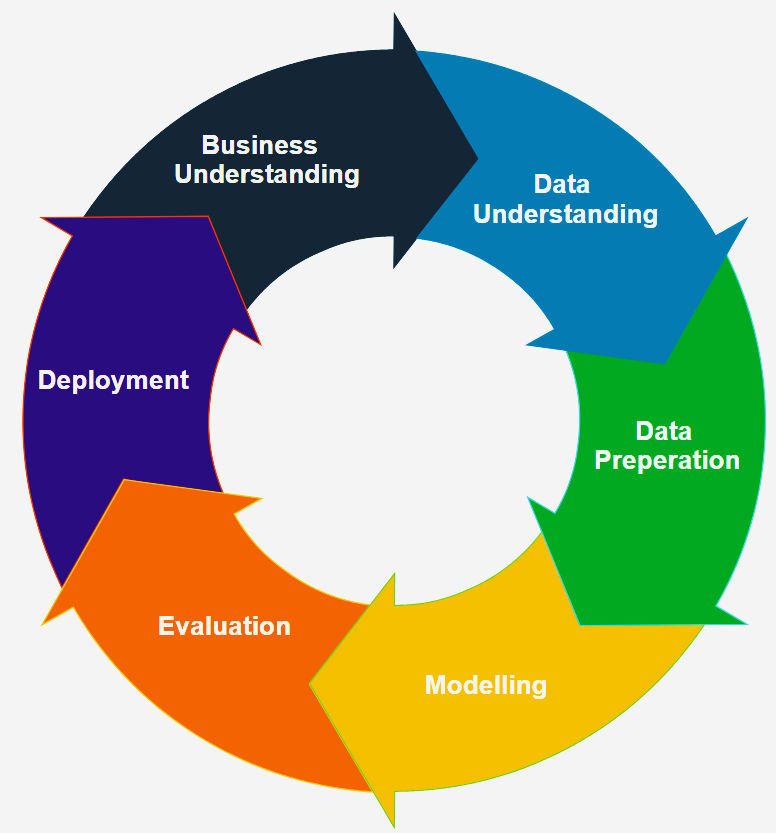 Business
Understanding
Data
Understanding
Data
Preperation
Modelling
Evaluation
Deployment